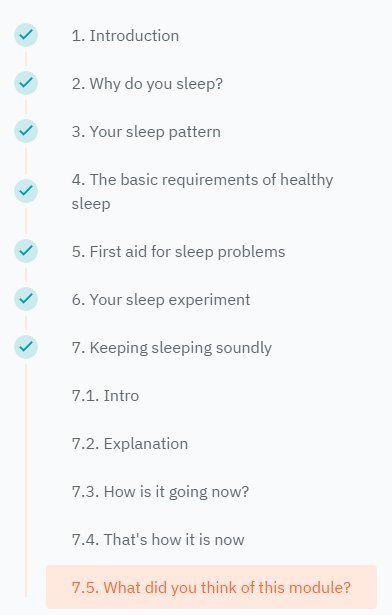 1. Introduction
2. Why do you sleep?
3. Your sleep pattern
4. The basic requirements of healthy
sleep
5. First aid for sleep problems
6. Your sleep experiment
7. Keeping sleeping soundly
7.1. Intro
7.2. Explanation
7.3. How is it going now?
7.4. That's how it is now
7.5. What did you think of this module?